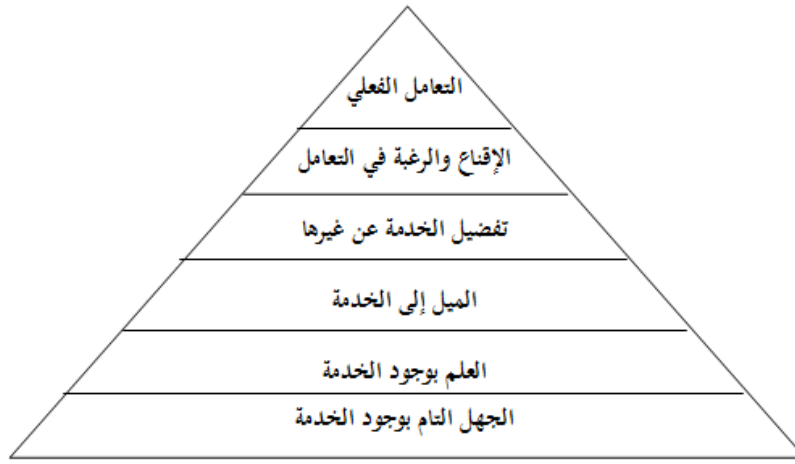 التعامل الفعلي
الإقناع والرغبة في التعامل
تفضيل الخدمة عن غيرها
الميل إلى الخدمة
العلم بوجود الخدمة
الجهل التام بوجود الخدمة